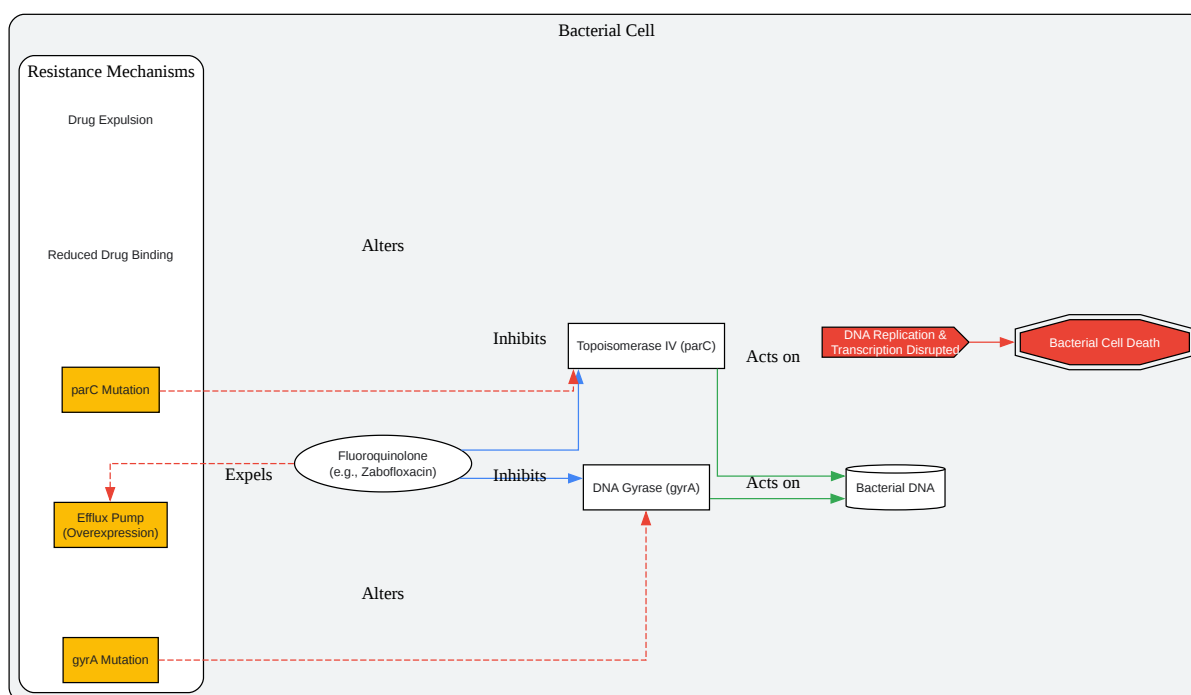 Bacterial Cell
Resistance Mechanisms
Drug Expulsion
Reduced Drug Binding
Alters
Inhibits
Topoisomerase IV (parC)
Acts on
DNA Replication &
Transcription Disrupted
Bacterial Cell Death
parC Mutation
Expels
Fluoroquinolone
(e.g., Zabofloxacin)
Inhibits
DNA Gyrase (gyrA)
Acts on
Bacterial DNA
Efflux Pump
(Overexpression)
Alters
gyrA Mutation